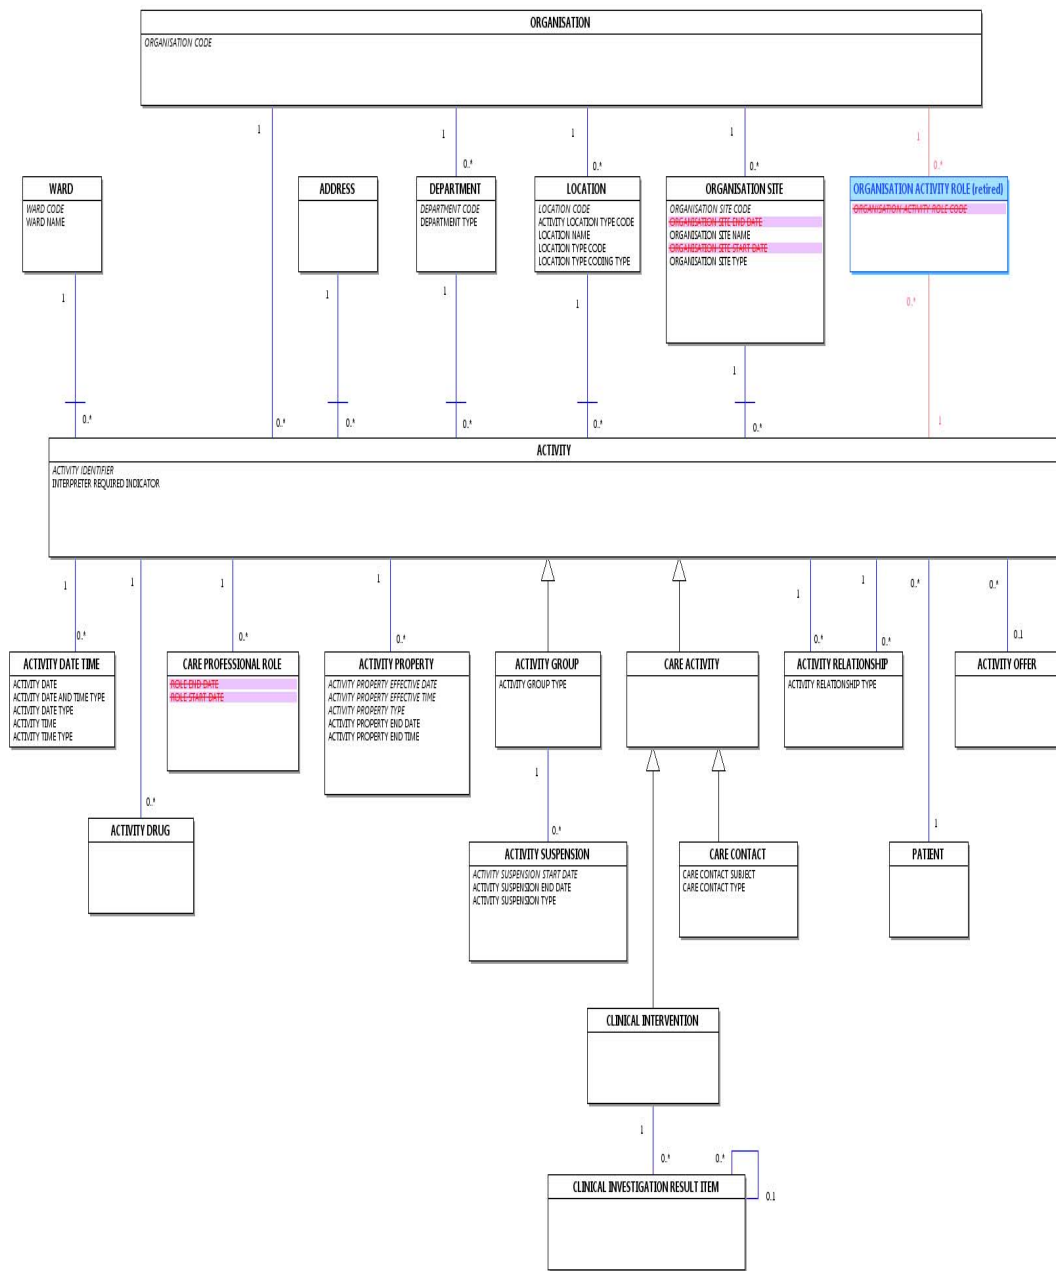 ORGANISATION
ORGANISATION CODE
1
1
1
1
1
0..*
0..*
0..*
0..*
WARD
WARD CODE
WARD NAME
ADDRESS
DEPARTMENT
DEPARTMENT CODE
DEPARTMENT TYPE
LOCATION
LOCATION CODE
ACTIVITY LOCATION TYPE CODE
LOCATION NAME
LOCATION TYPE CODE
LOCATION TYPE CODING TYPE
ORGANISATION SITE
ORGANISATION SITE CODE
ORGANISATION SITE END DATE
ORGANISATION SITE NAME
ORGANISATION SITE START DATE
ORGANISATION SITE TYPE
ORGANISATION ACTIVITY ROLE (retired)
ORGANISATION ACTIVITY ROLE CODE
1
1
1
1
0..*
1
0..*
0..*
0..*
0..*
0..*
0..*
1
ACTIVITY
ACTIVITY IDENTIFIER
INTERPRETER REQUIRED INDICATOR
1
1
1
1
1
1
0..*
0..*
0..*
0..*
0..*
0..*
0..*
0..1
ACTIVITY DATE TIME
ACTIVITY DATE
ACTIVITY DATE AND TIME TYPE
ACTIVITY DATE TYPE
ACTIVITY TIME
ACTIVITY TIME TYPE
CARE PROFESSIONAL ROLE
ROLE END DATE
ROLE START DATE
ACTIVITY PROPERTY
ACTIVITY PROPERTY EFFECTIVE DATE
ACTIVITY PROPERTY EFFECTIVE TIME
ACTIVITY PROPERTY TYPE
ACTIVITY PROPERTY END DATE
ACTIVITY PROPERTY END TIME
ACTIVITY GROUP
ACTIVITY GROUP TYPE
CARE ACTIVITY
ACTIVITY RELATIONSHIP
ACTIVITY RELATIONSHIP TYPE
ACTIVITY OFFER
1
0..*
0..*
1
ACTIVITY DRUG
ACTIVITY SUSPENSION
ACTIVITY SUSPENSION START DATE
ACTIVITY SUSPENSION END DATE
ACTIVITY SUSPENSION TYPE
CARE CONTACT
CARE CONTACT SUBJECT
CARE CONTACT TYPE
PATIENT
CLINICAL INTERVENTION
1
0..*
0..*
CLINICAL INVESTIGATION RESULT ITEM
0..1